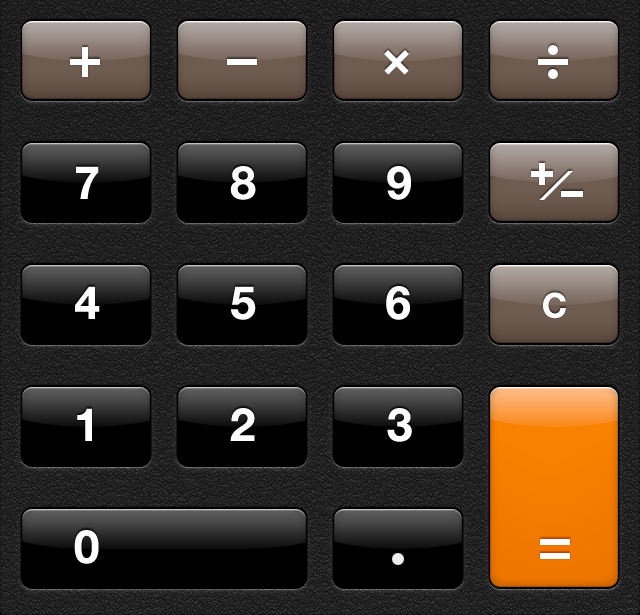 + − × ÷
7 8 9 +/−
4 5 6 C
1 2 3
0 . =